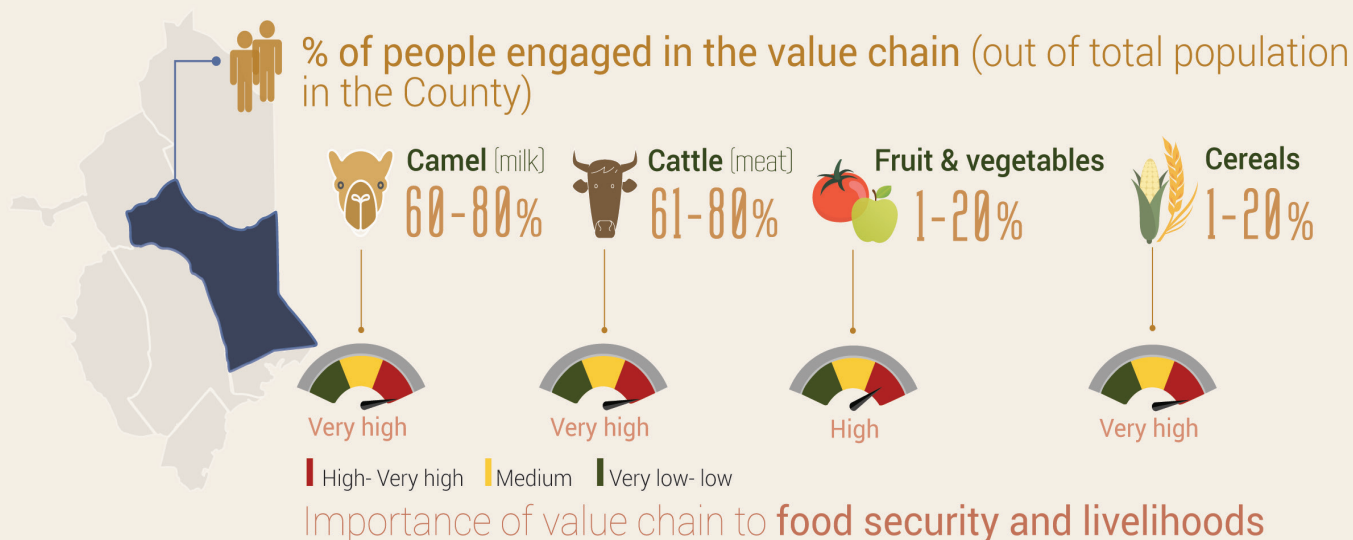 % of people engaged in the value chain (out of total population
in the County)
Camel (milk)
60-80%
Cattle (meat)
61-80%
Fruit & vegetables
1-20%
Cereals
1-20%
Very high
Very high
High
Very high
High- Very high
Medium
Very low- low
Importance of value chain to food security and livelihoods